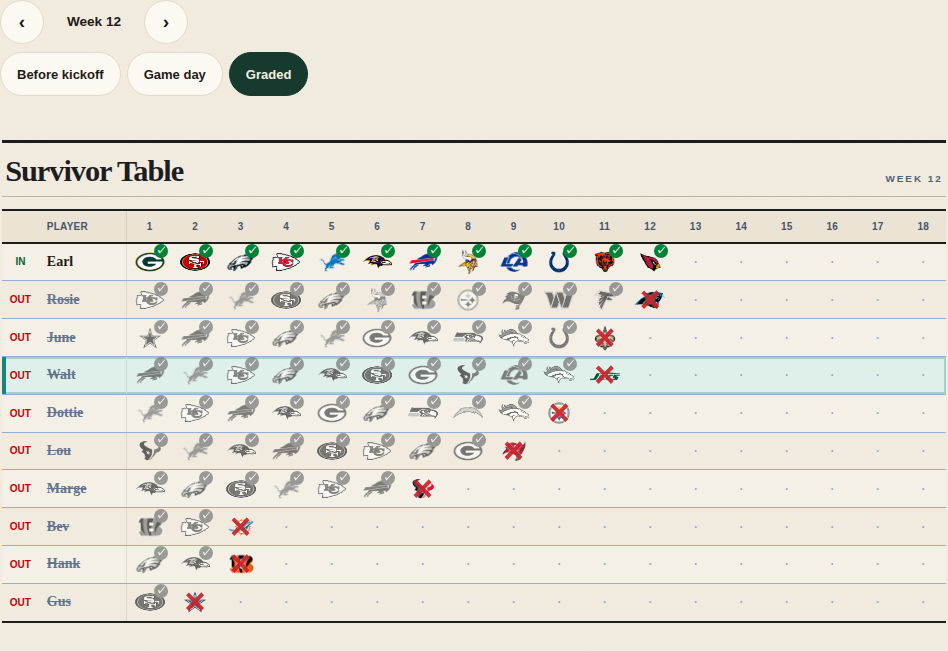 ‹ Week 12 ›
Before kickoff Game day Graded
Survivor Table WEEK 12
PLAYER 1 2 3 4 5 6 7 8 9 10 11 12 13 14 15 16 17 18
IN Earl
OUT Rosie
OUT June
OUT Walt
OUT Dottie
OUT Lou
OUT Marge
OUT Bev
OUT Hank
OUT Gus